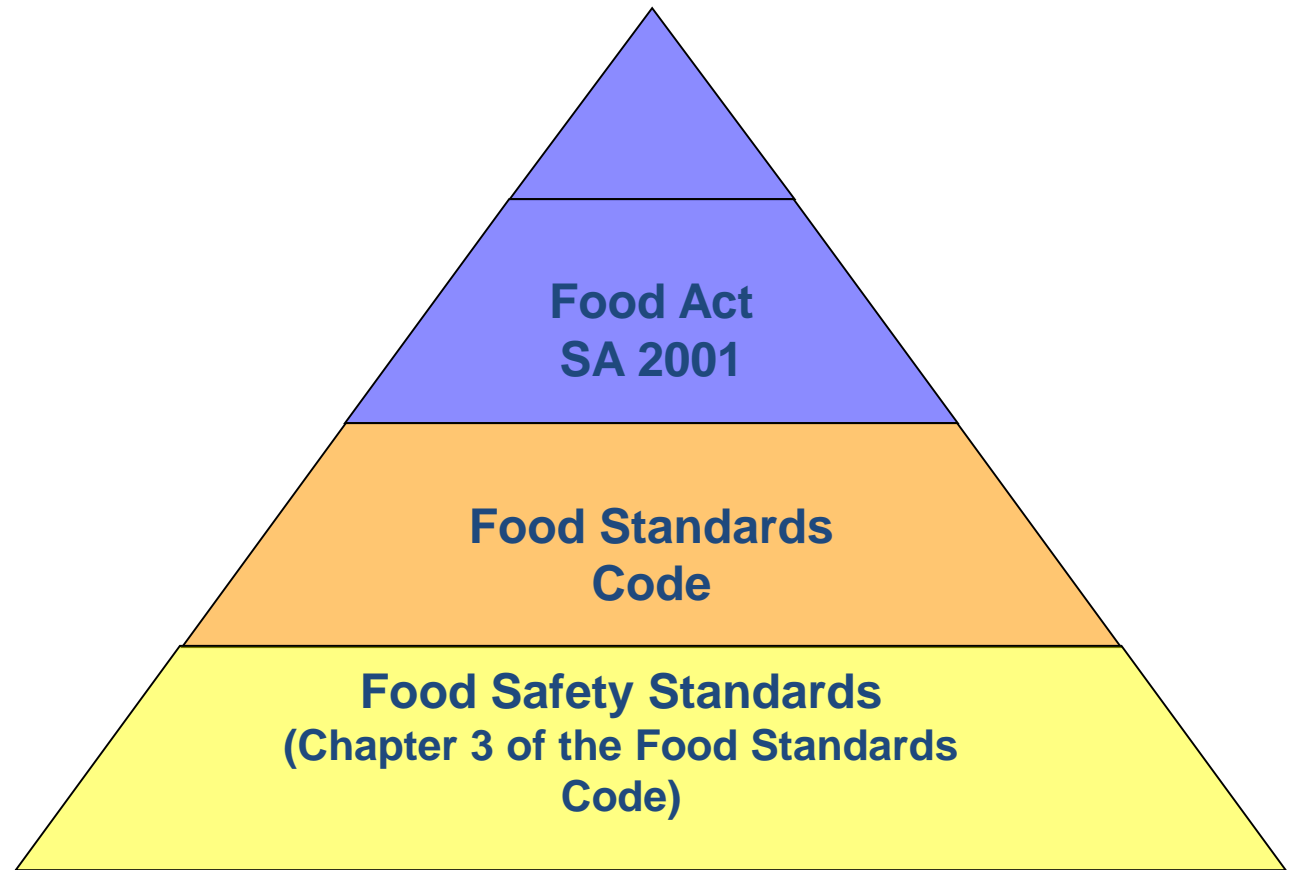 Food Act
SA 2001
Food Standards
Code
Food Safety Standards
(Chapter 3 of the Food Standards
Code)